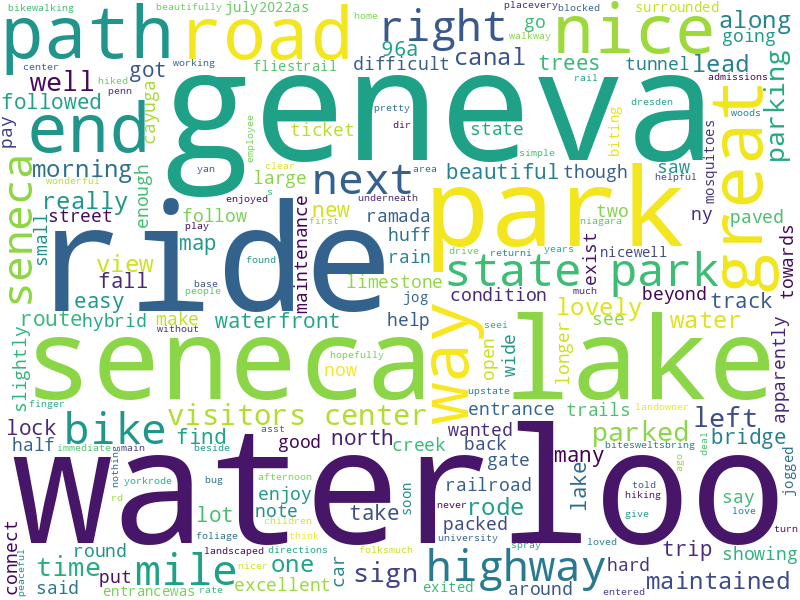 bikewalking beautifully july2022as placevery blocked surrounded
path road right nice along
home go going
96a
canal
center working fliestrail difficult trees tunnel lead
well got walkway rail admissions
followed hiked geneva
penn
end
pay cayuga employee ticket state biting great parking
pretty dir dresden woods
yan simple mosquitoes
morning wonderful clear area beautiful though saw helpful
large underneath next park
seneca really enough s enjoyed
street follow play first new ramada two ny paved
small map ride maintenance huff niagara
view rain drive years nicewell exist
fall base found limestone returni state park beyond towards
easy people jog condition much track
route hybrid make waterfront help way lovely water
without seei see
slightly seneca lake open wide longer apparently
hopefully now
upstate
finger visitors center entrance trails landowner
lock bike find asst north wanted parked left
half immediate main beside good creek back many bridge
waterloo
gate bitesweltsbring
nothing bug railroad lake told deal ago
yorkrode afternoon enjoy soon rode hiking say jogged
rd lot note take packed give love
foliage children never university spray loved turn
connect round landscaped directions think trip showing
time mile one car folksmuch highway hard
peaceful said put nicer sign around maintained
entrancewas rate excellent exited entered